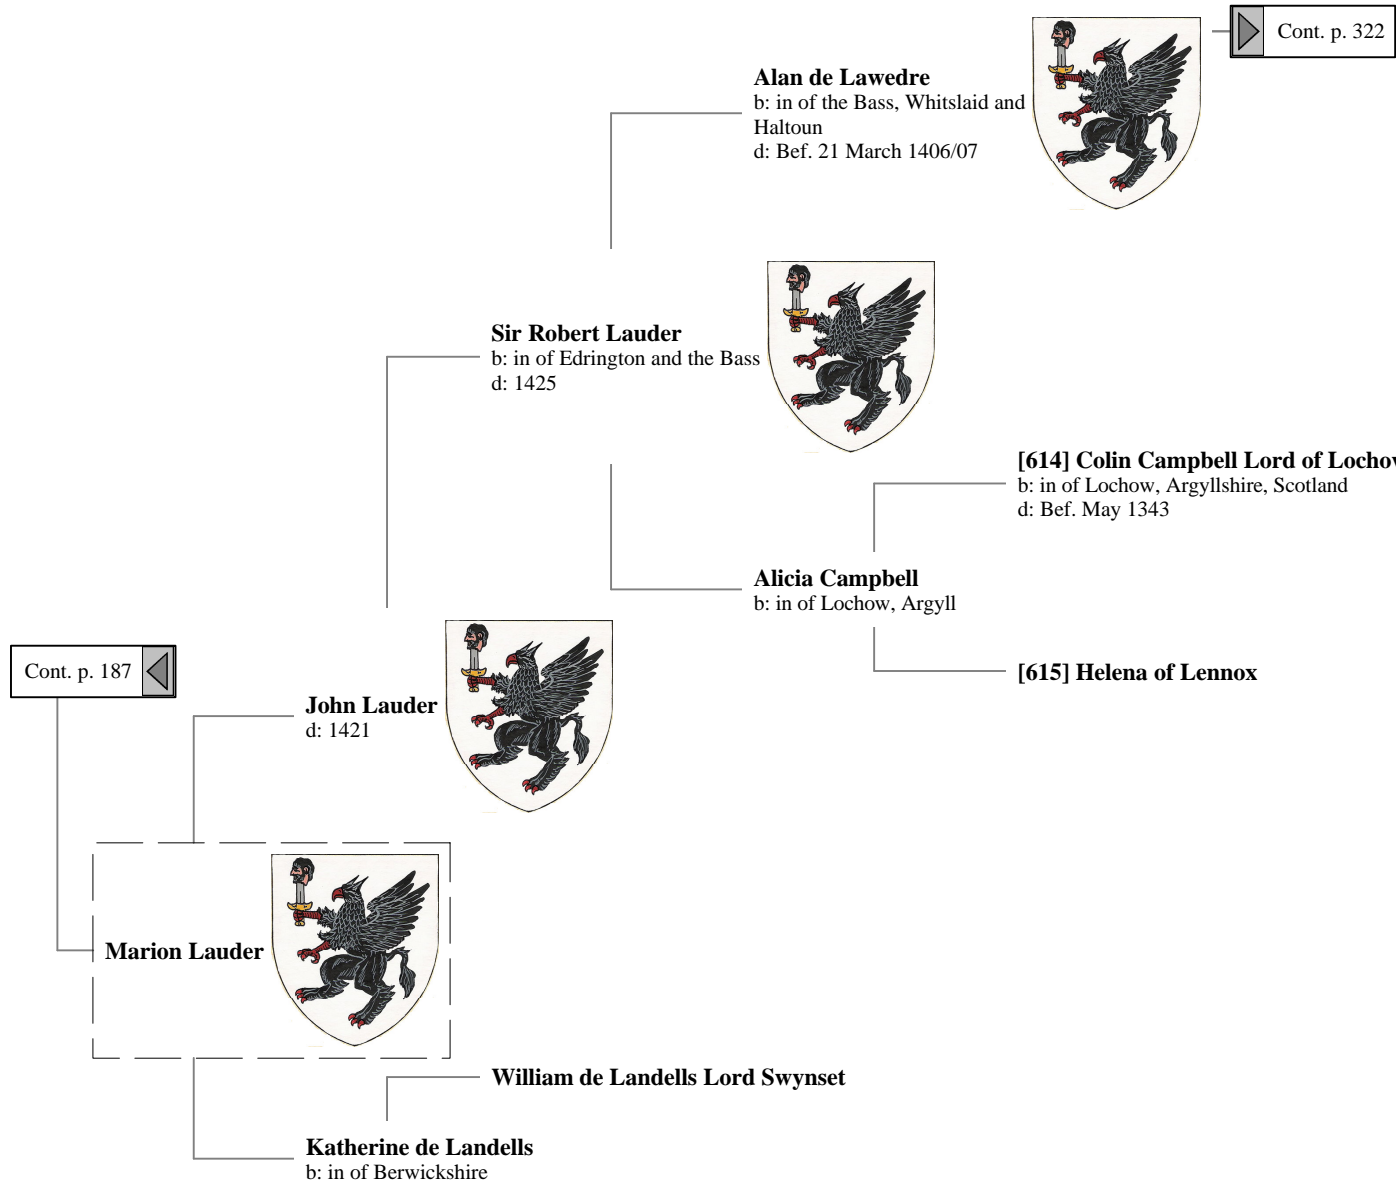 Cont. p. 322
Alan de Lawedre
b: in of the Bass, Whitslaid and
Haltoun
d: Bef. 21 March 1406/07
Sir Robert Lauder
b: in of Edrington and the Bass
d: 1425
[614] Colin Campbell Lord of Lochow
b: in of Lochow, Argyllshire, Scotland
d: Bef. May 1343
Alicia Campbell
b: in of Lochow, Argyll
[615] Helena of Lennox
Cont. p. 187
John Lauder
d: 1421
Marion Lauder
William de Landells Lord Swynset
Katherine de Landells
b: in of Berwickshire